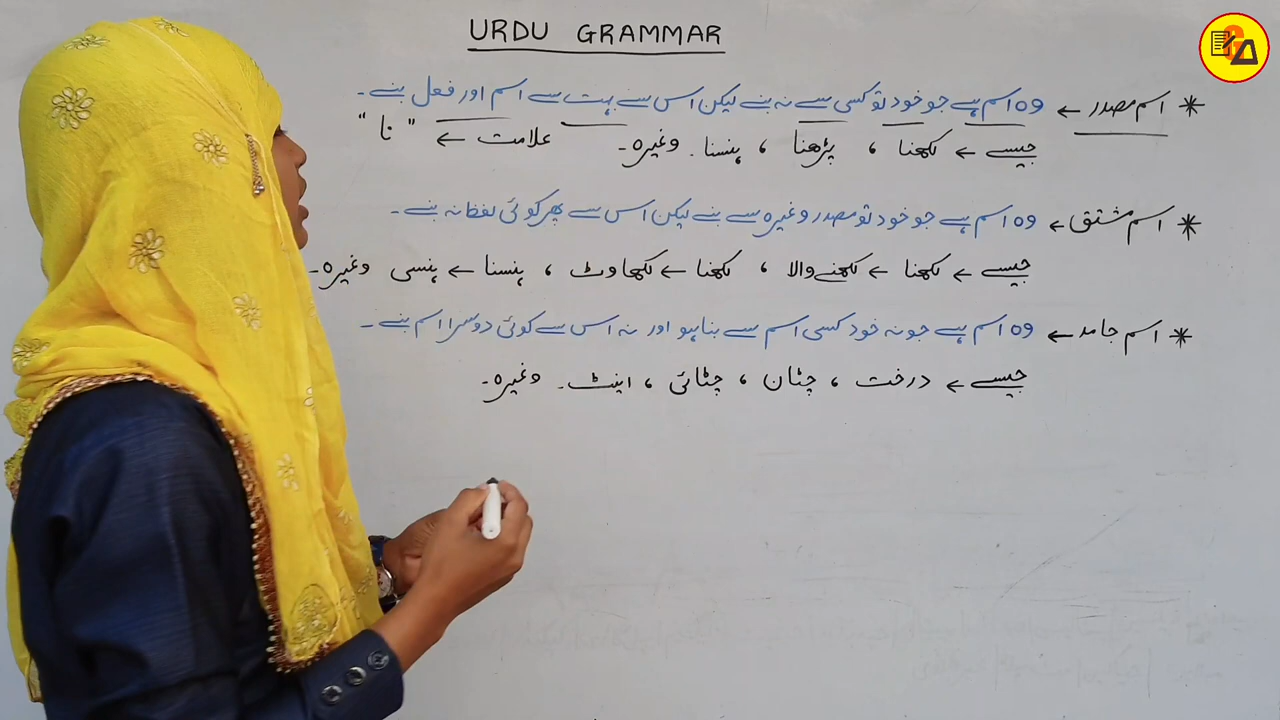 URDU GRAMMAR
* اسم مصدر ← وہ اسم ہے جو خود تو کسی سے نہ بنے لیکن اس سے بہت سے اسم اور فعل بنے۔
جیسے ← لکھنا ، پڑھنا ، ہنسنا۔ وغیرہ۔ علامت ← " نا "
* اسم مشتق ← وہ اسم ہے جو خود تو مصدر وغیرہ سے بنے لیکن اس سے پھر کوئی لفظ نہ بنے۔
جیسے ← لکھنا ← لکھنے والا ، لکھنا ← لکھاوٹ ، ہنسنا ← ہنسی وغیرہ۔
* اسم جامد ← وہ اسم ہے جو نہ خود کسی اسم سے بنا ہو اور نہ اس سے کوئی دوسرا اسم بنے۔
جیسے ← درخت ، چٹان ، چٹائی ، اینٹ۔ وغیرہ۔